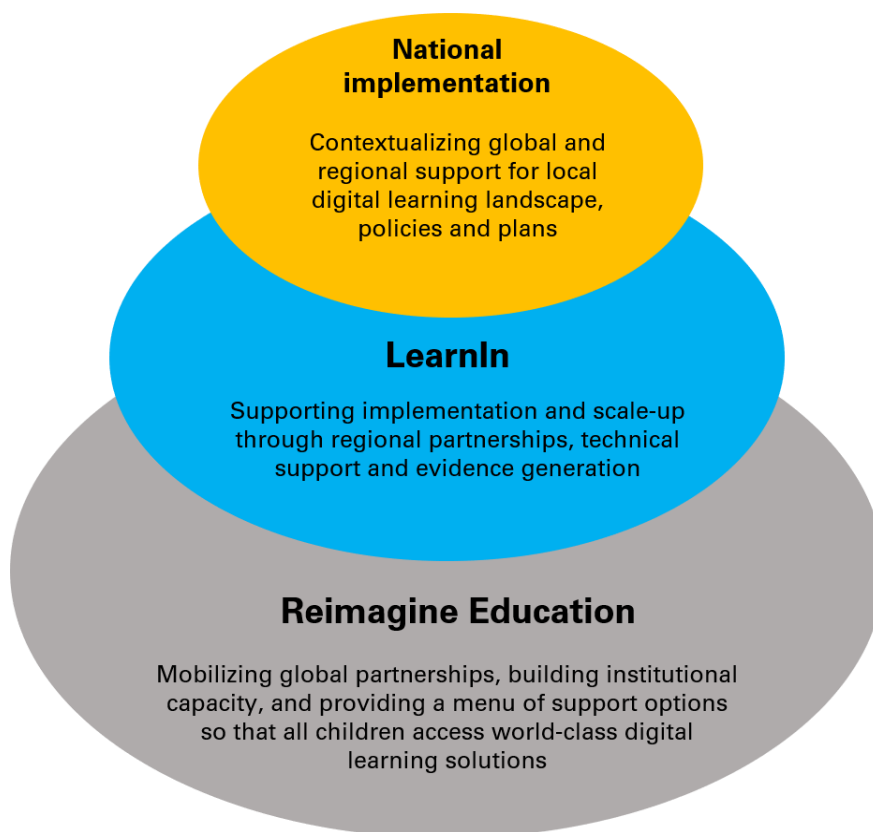 National
implementation
Contextualizing global and
regional support for local
digital learning landscape,
policies and plans
LearnIn
Supporting implementation and scale-up
through regional partnerships, technical
support and evidence generation
Reimagine Education
Mobilizing global partnerships, building institutional
capacity, and providing a menu of support options
so that all children access world-class digital
learning solutions